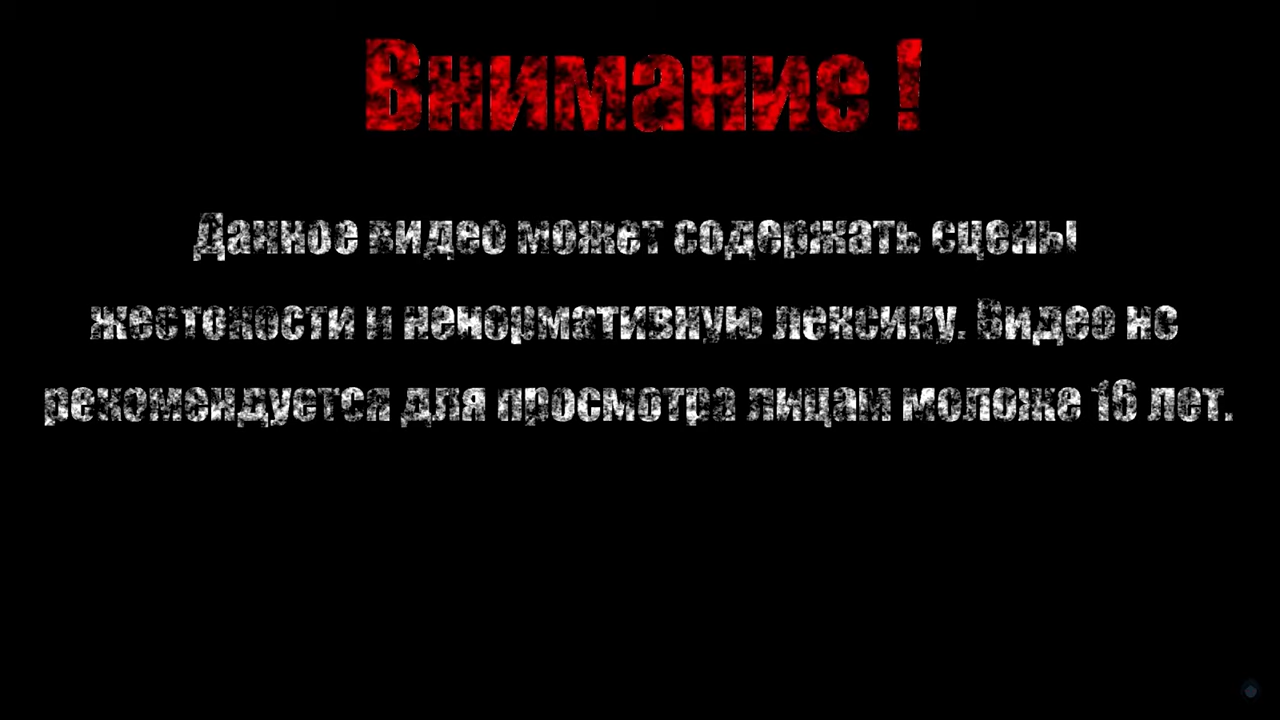 Внимание !
Данное видео может содержать сцены
жестокости и ненормативную лексику. Видео не
рекомендуется для просмотра лицам моложе 16 лет.